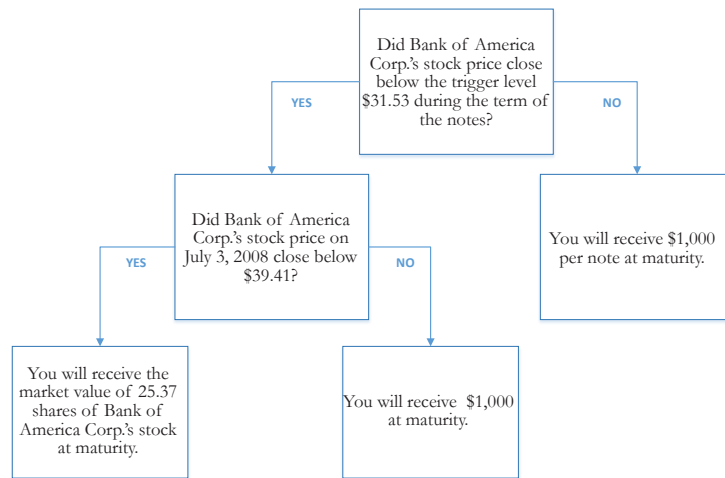 Did Bank of America
Corp.'s stock price close
below the trigger level
$31.53 during the term of
the notes?
YES
NO
Did Bank of America
Corp.'s stock price on
July 3, 2008 close below
$39.41?
You will receive $1,000
per note at maturity.
YES
NO
You will receive the
market value of 25.37
shares of Bank of
America Corp.'s stock
at maturity.
You will receive $1,000
at maturity.